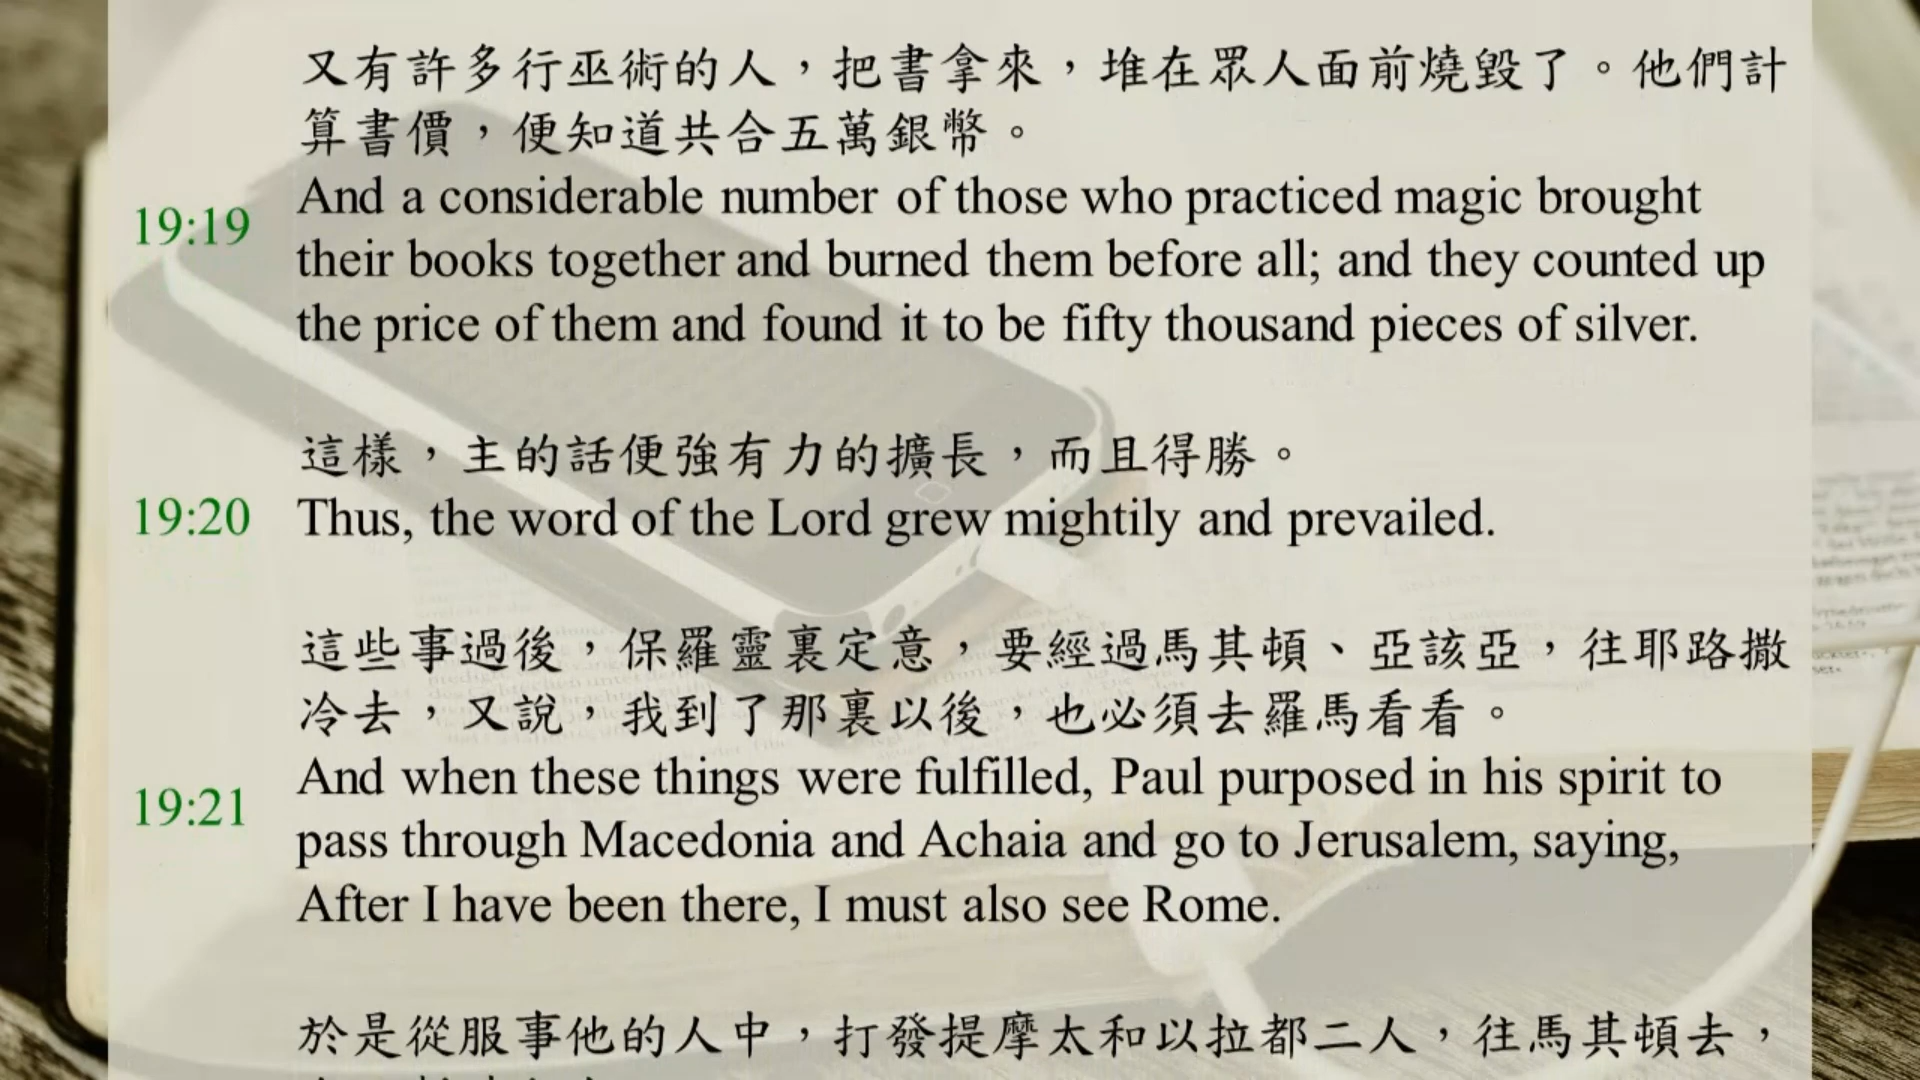 又有許多行巫術的人，把書拿來，堆在眾人面前燒毀了。他們計
算書價，便知道共合五萬銀幣。
19:19
And a considerable number of those who practiced magic brought
their books together and burned them before all; and they counted up
the price of them and found it to be fifty thousand pieces of silver.
這樣，主的話便強有力的擴長，而且得勝。
19:20
Thus, the word of the Lord grew mightily and prevailed.
這些事過後，保羅靈裏定意，要經過馬其頓、亞該亞，往耶路撒
冷去，又說，我到了那裏以後，也必須去羅馬看看。
19:21
And when these things were fulfilled, Paul purposed in his spirit to
pass through Macedonia and Achaia and go to Jerusalem, saying,
After I have been there, I must also see Rome.
於是從服事他的人中，打發提摩太和以拉都二人，往馬其頓去，